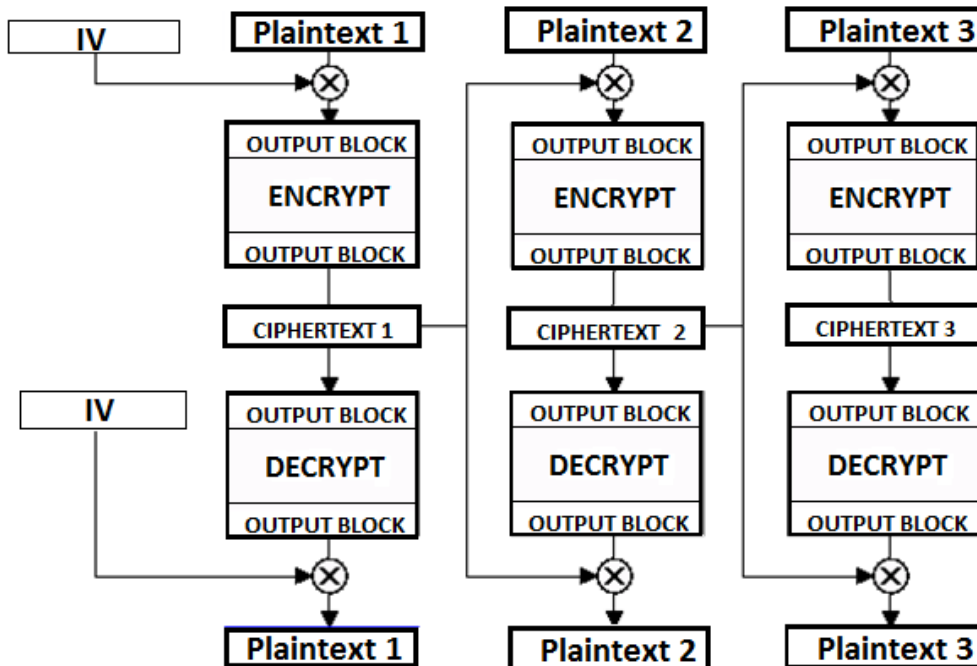 IV
Plaintext 1
Plaintext 2
Plaintext 3
OUTPUT BLOCK
OUTPUT BLOCK
OUTPUT BLOCK
ENCRYPT
ENCRYPT
ENCRYPT
OUTPUT BLOCK
OUTPUT BLOCK
OUTPUT BLOCK
CIPHERTEXT 1
CIPHERTEXT 2
CIPHERTEXT 3
IV
OUTPUT BLOCK
OUTPUT BLOCK
OUTPUT BLOCK
DECRYPT
DECRYPT
DECRYPT
OUTPUT BLOCK
OUTPUT BLOCK
OUTPUT BLOCK
Plaintext 1
Plaintext 2
Plaintext 3